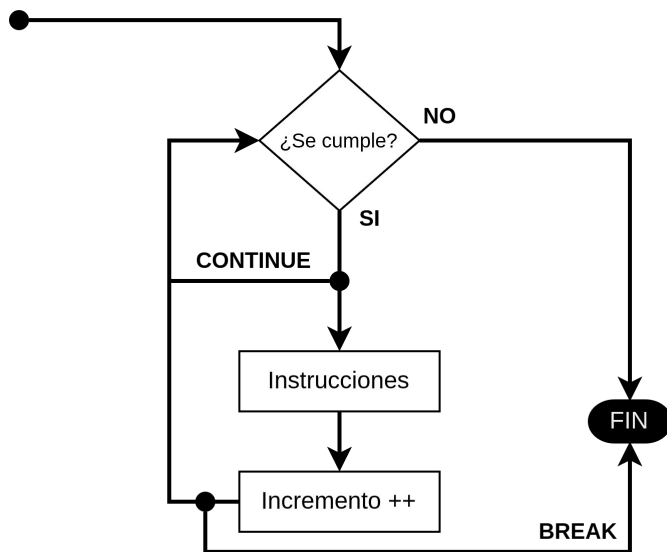 NO
¿Se cumple?
SI
CONTINUE
Instrucciones
FIN
Incremento ++
BREAK